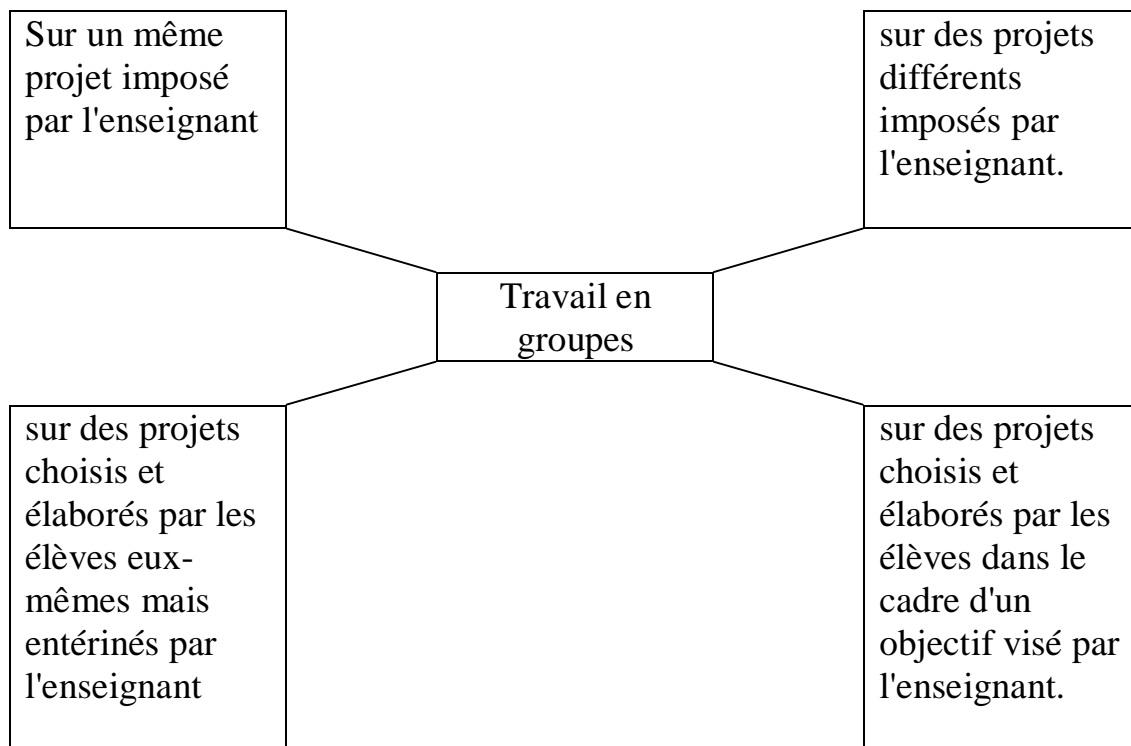 Sur un même
projet imposé
par l'enseignant
sur des projets
différents
imposés par
l'enseignant.
Travail en
groupes
sur des projets
choisis et
élaborés par les
élèves eux-
mêmes mais
entérinés par
l'enseignant
sur des projets
choisis et
élaborés par les
élèves dans le
cadre d'un
objectif visé par
l'enseignant.